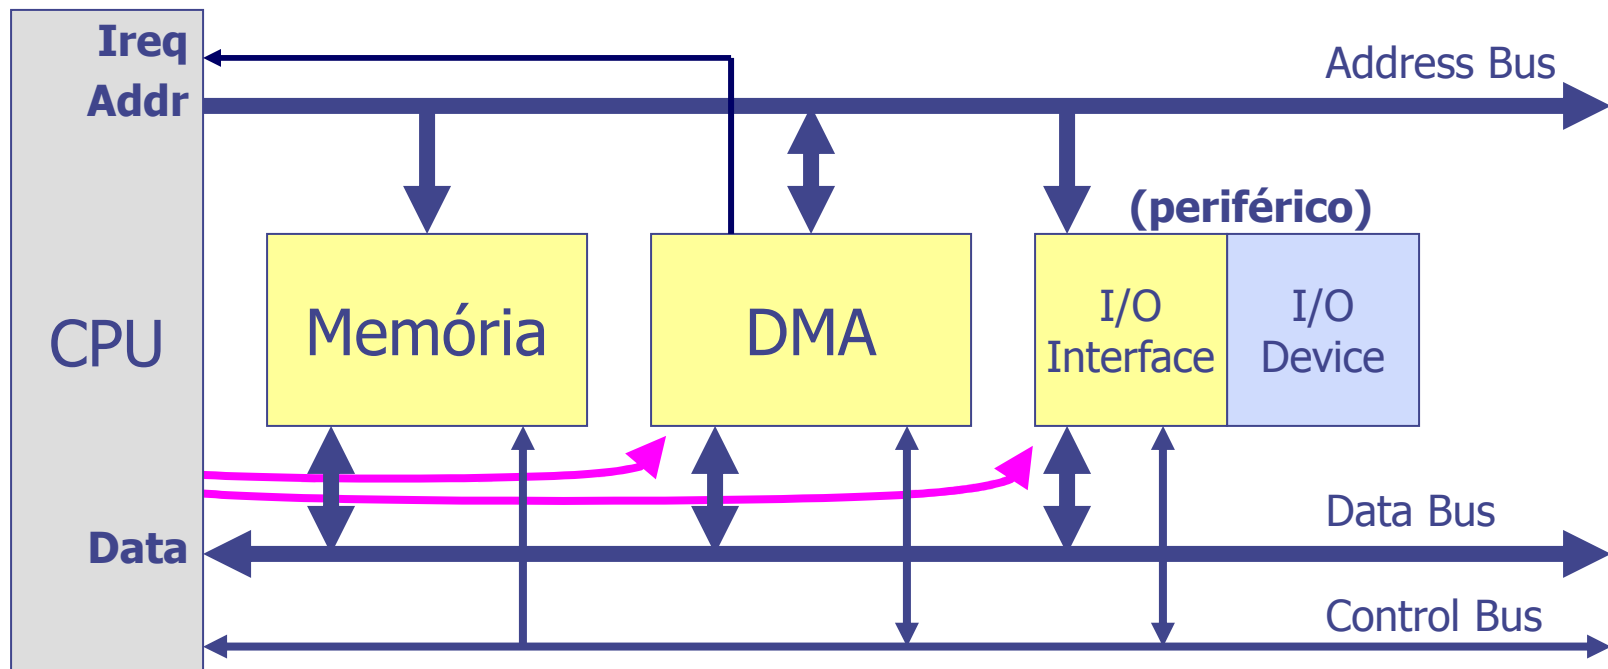 Ireq
Addr
Address Bus
(periférico)
CPU
Memória
DMA
I/O
Interface
I/O
Device
Data
Data Bus
Control Bus